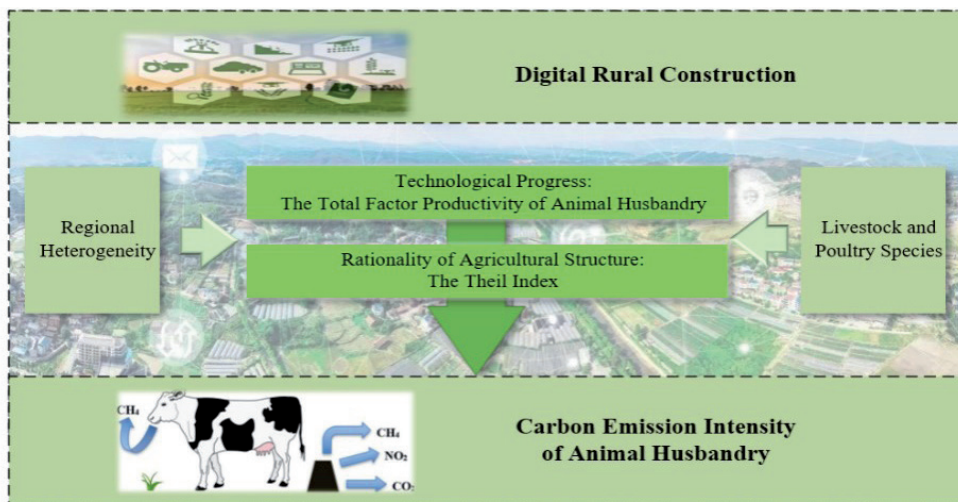 Digital Rural Construction
Technological Progress:
The Total Factor Productivity of Animal Husbandry
Regional
Heterogeneity
Livestock and
Poultry Species
Rationality of Agricultural Structure:
The Theil Index
Carbon Emission Intensity
of Animal Husbandry
CH₄
CH₄
NO₂
CO₂